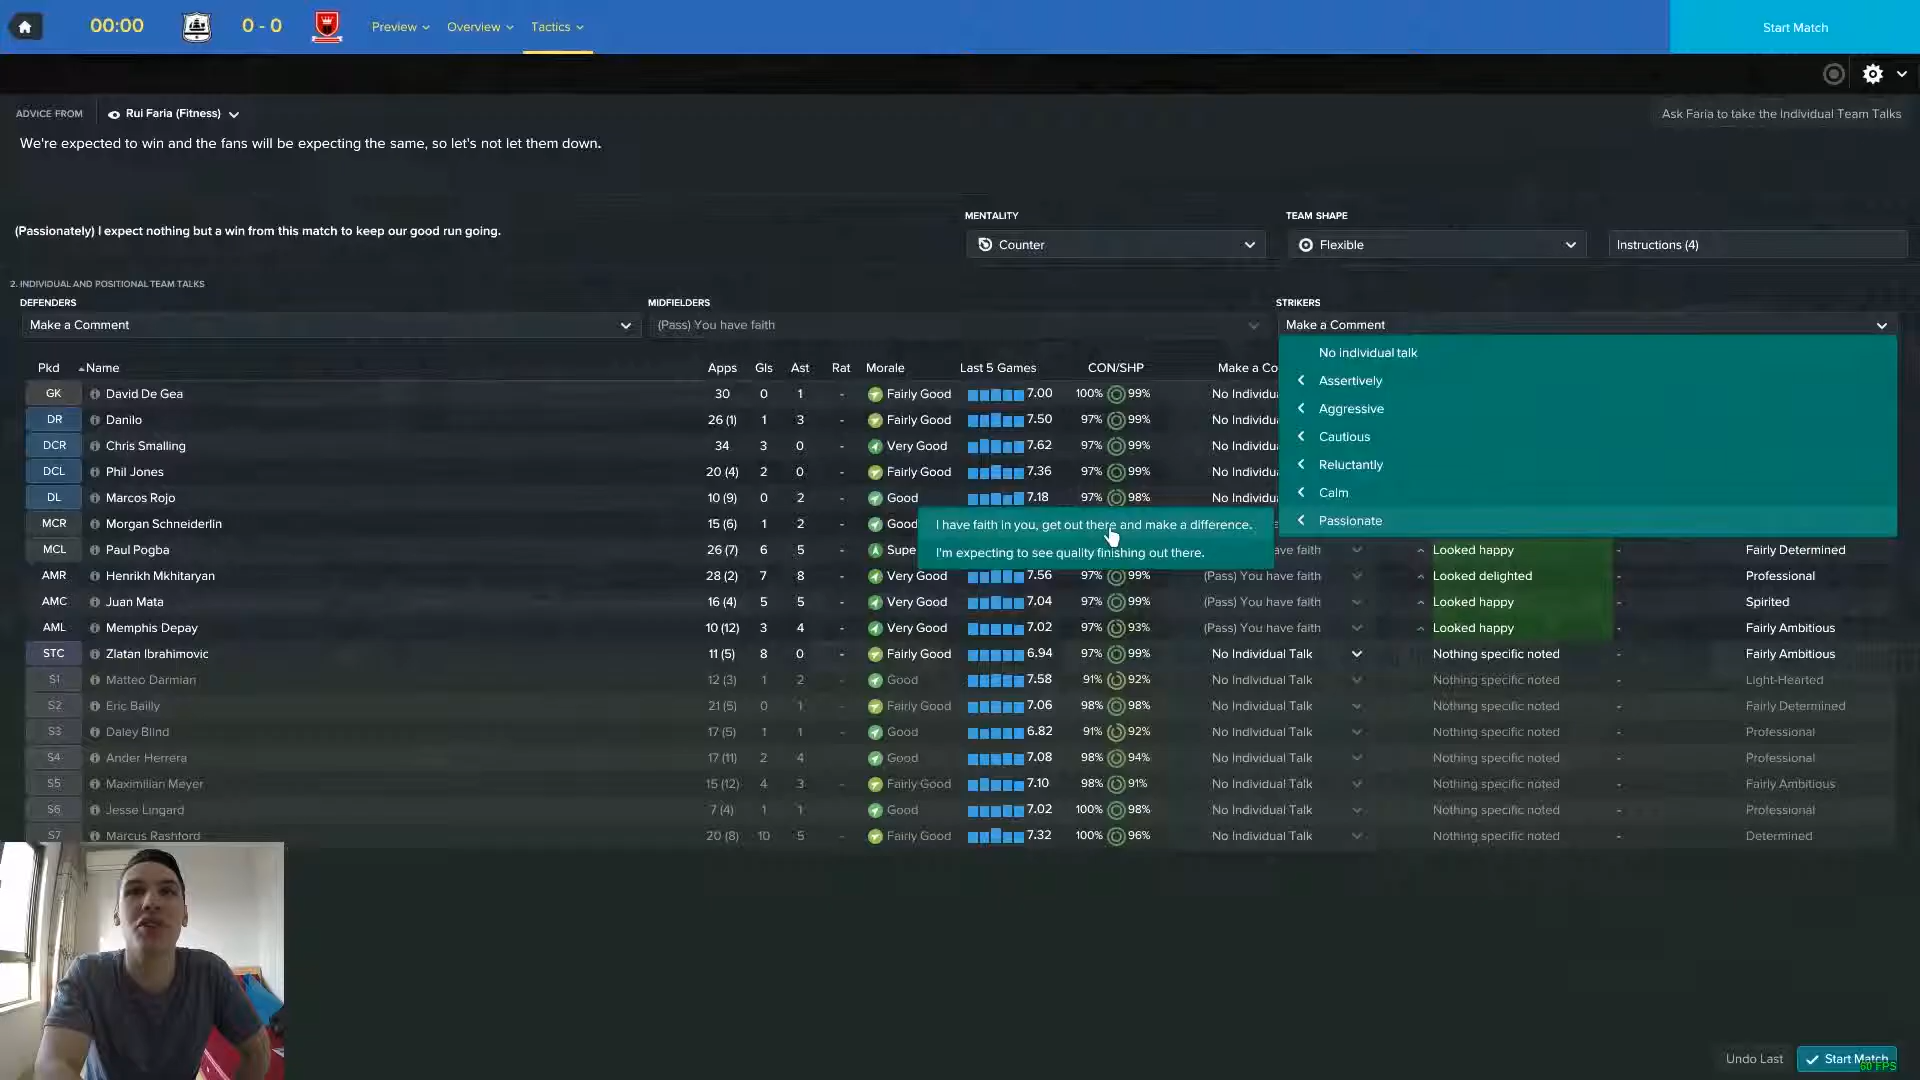 00:00 0 - 0 Preview Overview Tactics Start Match
ADVICE FROM Rui Faria (Fitness) Ask Faria to take the Individual Team Talks
We're expected to win and the fans will be expecting the same, so let's not let them down.
MENTALITY TEAM SHAPE
(Passionately) I expect nothing but a win from this match to keep our good run going.
Counter Flexible Instructions (4)
2. INDIVIDUAL AND POSITIONAL TEAM TALKS
DEFENDERS MIDFIELDERS STRIKERS
Make a Comment (Pass) You have faith Make a Comment
No individual talk
Pkd Name Apps Gls Ast Rat Morale Last 5 Games CON/SHP Make a Co
Assertively
GK David De Gea 30 0 1 - Fairly Good 7.00 100% 99% No Individu
Aggressive
DR Danilo 26 (1) 1 3 - Fairly Good 7.50 97% 99% No Individu
Cautious
DCR Chris Smalling 34 3 0 - Very Good 7.62 97% 99% No Individu
Reluctantly
DCL Phil Jones 20 (4) 2 0 - Fairly Good 7.36 97% 99% No Individu
Calm
DL Marcos Rojo 10 (9) 0 2 - Good 7.18 97% 98% No Individu
Passionate
MCR Morgan Schneiderlin 15 (6) 1 2 - Good I have faith in you, get out there and make a difference.
MCL Paul Pogba 26 (7) 6 5 - Supe I'm expecting to see quality finishing out there. ave faith Looked happy - Fairly Determined
AMR Henrikh Mkhitaryan 28 (2) 7 8 - Very Good 7.56 97% 99% (Pass) You have faith Looked delighted - Professional
AMC Juan Mata 16 (4) 5 5 - Very Good 7.04 97% 99% (Pass) You have faith Looked happy - Spirited
AML Memphis Depay 10 (12) 3 4 - Very Good 7.02 97% 93% (Pass) You have faith Looked happy - Fairly Ambitious
STC Zlatan Ibrahimovic 11 (5) 8 0 - Fairly Good 6.94 97% 99% No Individual Talk Nothing specific noted - Fairly Ambitious
S1 Matteo Darmian 12 (3) 1 2 - Good 7.58 91% 92% No Individual Talk Nothing specific noted - Light-Hearted
S2 Eric Bailly 21 (5) 0 1 - Fairly Good 7.06 98% 98% No Individual Talk Nothing specific noted - Fairly Determined
S3 Daley Blind 17 (5) 1 1 - Good 6.82 91% 92% No Individual Talk Nothing specific noted - Professional
S4 Ander Herrera 17 (11) 2 4 - Good 7.08 98% 94% No Individual Talk Nothing specific noted - Professional
S5 Maximilian Meyer 15 (12) 4 3 - Fairly Good 7.10 98% 91% No Individual Talk Nothing specific noted - Fairly Ambitious
S6 Jesse Lingard 7 (4) 1 1 - Good 7.02 100% 98% No Individual Talk Nothing specific noted - Professional
S7 Marcus Rashford 20 (8) 10 5 - Fairly Good 7.32 100% 96% No Individual Talk Nothing specific noted - Determined
Undo Last Start Match
60 FPS